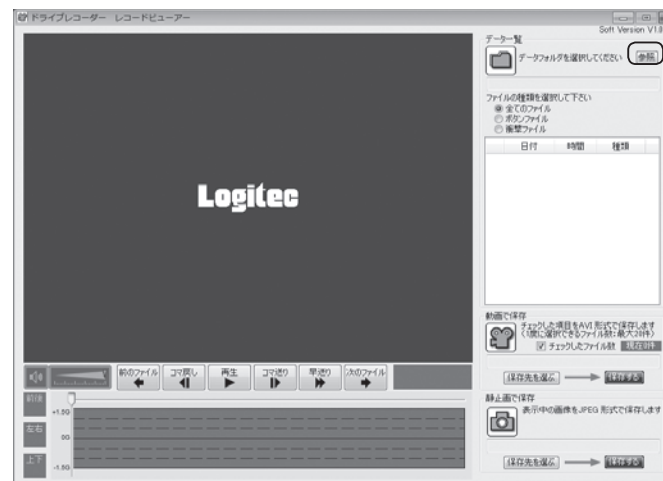 ドライブレコーダー レコードビューアー
Soft Version V1.0
データ一覧
データフォルダを選択してください
参照
ファイルの種類を選択して下さい
全てのファイル
ボタンファイル
衝撃ファイル
日付 時間 種類
Logitec
動画で保存
チェックした項目をAVI形式で保存します
(1度に選択できるファイル数:最大20件)
チェックしたファイル数 現在0件
保存先を選ぶ
保存する
前のファイル コマ戻し 再生 コマ送り 早送り 次のファイル
前後
左右
上下
+1.0G
0G
-1.0G
静止画で保存
表示中の画像をJPEG 形式で保存します
保存先を選ぶ
保存する